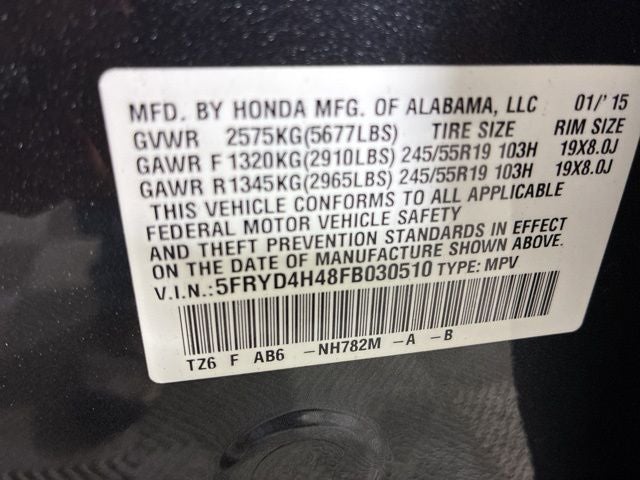 MFD. BY HONDA MFG. OF ALABAMA, LLC 01/'15
GVWR 2575KG(5677LBS) TIRE SIZE RIM SIZE
GAWR F 1320KG(2910LBS) 245/55R19 103H 19X8.0J
GAWR R1345KG(2965LBS) 245/55R19 103H 19X8.0J
THIS VEHICLE CONFORMS TO ALL APPLICABLE
FEDERAL MOTOR VEHICLE SAFETY
AND THEFT PREVENTION STANDARDS IN EFFECT
ON THE DATE OF MANUFACTURE SHOWN ABOVE.
V.I.N.:5FRYD4H48FB030510 TYPE: MPV
TZ6 F AB6 -NH782M -A -B